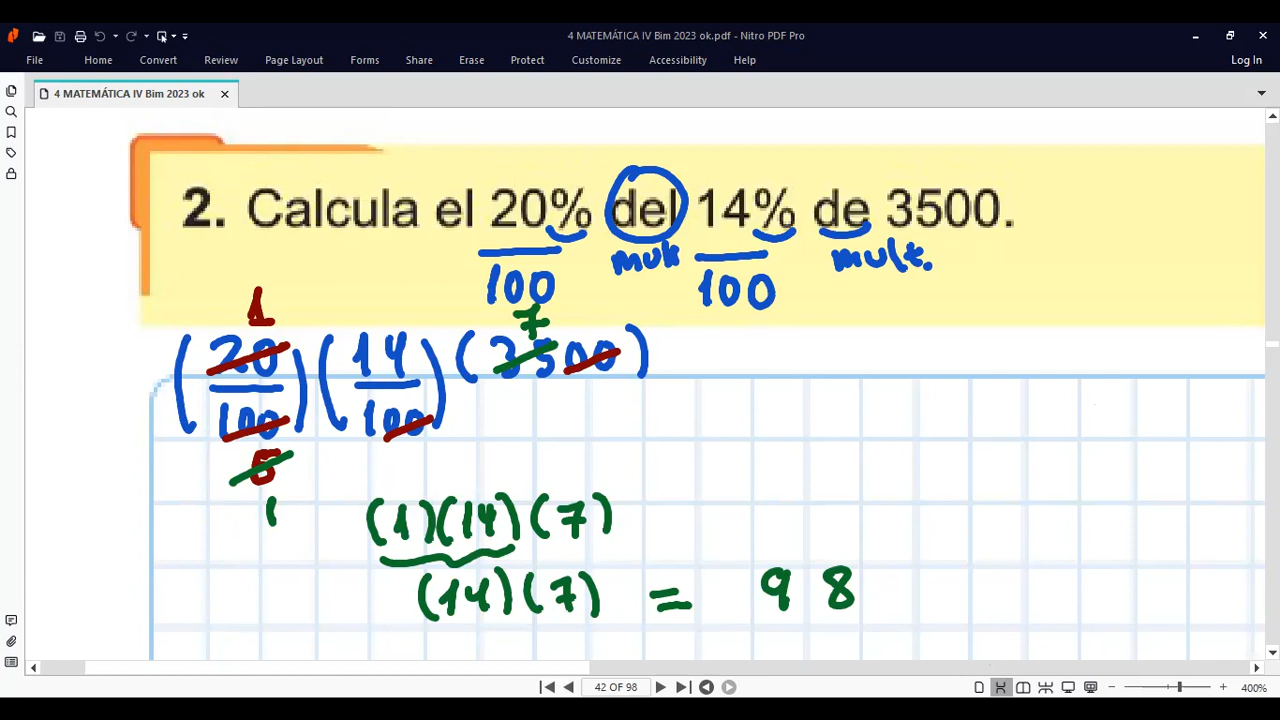 4 MATEMÁTICA IV Bim 2023 ok.pdf - Nitro PDF Pro
File Home Convert Review Page Layout Forms Share Erase Protect Customize Accessibility Help Log In
4 MATEMÁTICA IV Bim 2023 ok
2. Calcula el 20% del 14% de 3500.
mult mult.
100 100
1 7
(20/100)(14/100)(3500)
5
1
(1)(14)(7)
(14)(7) = 98
42 OF 98 400%